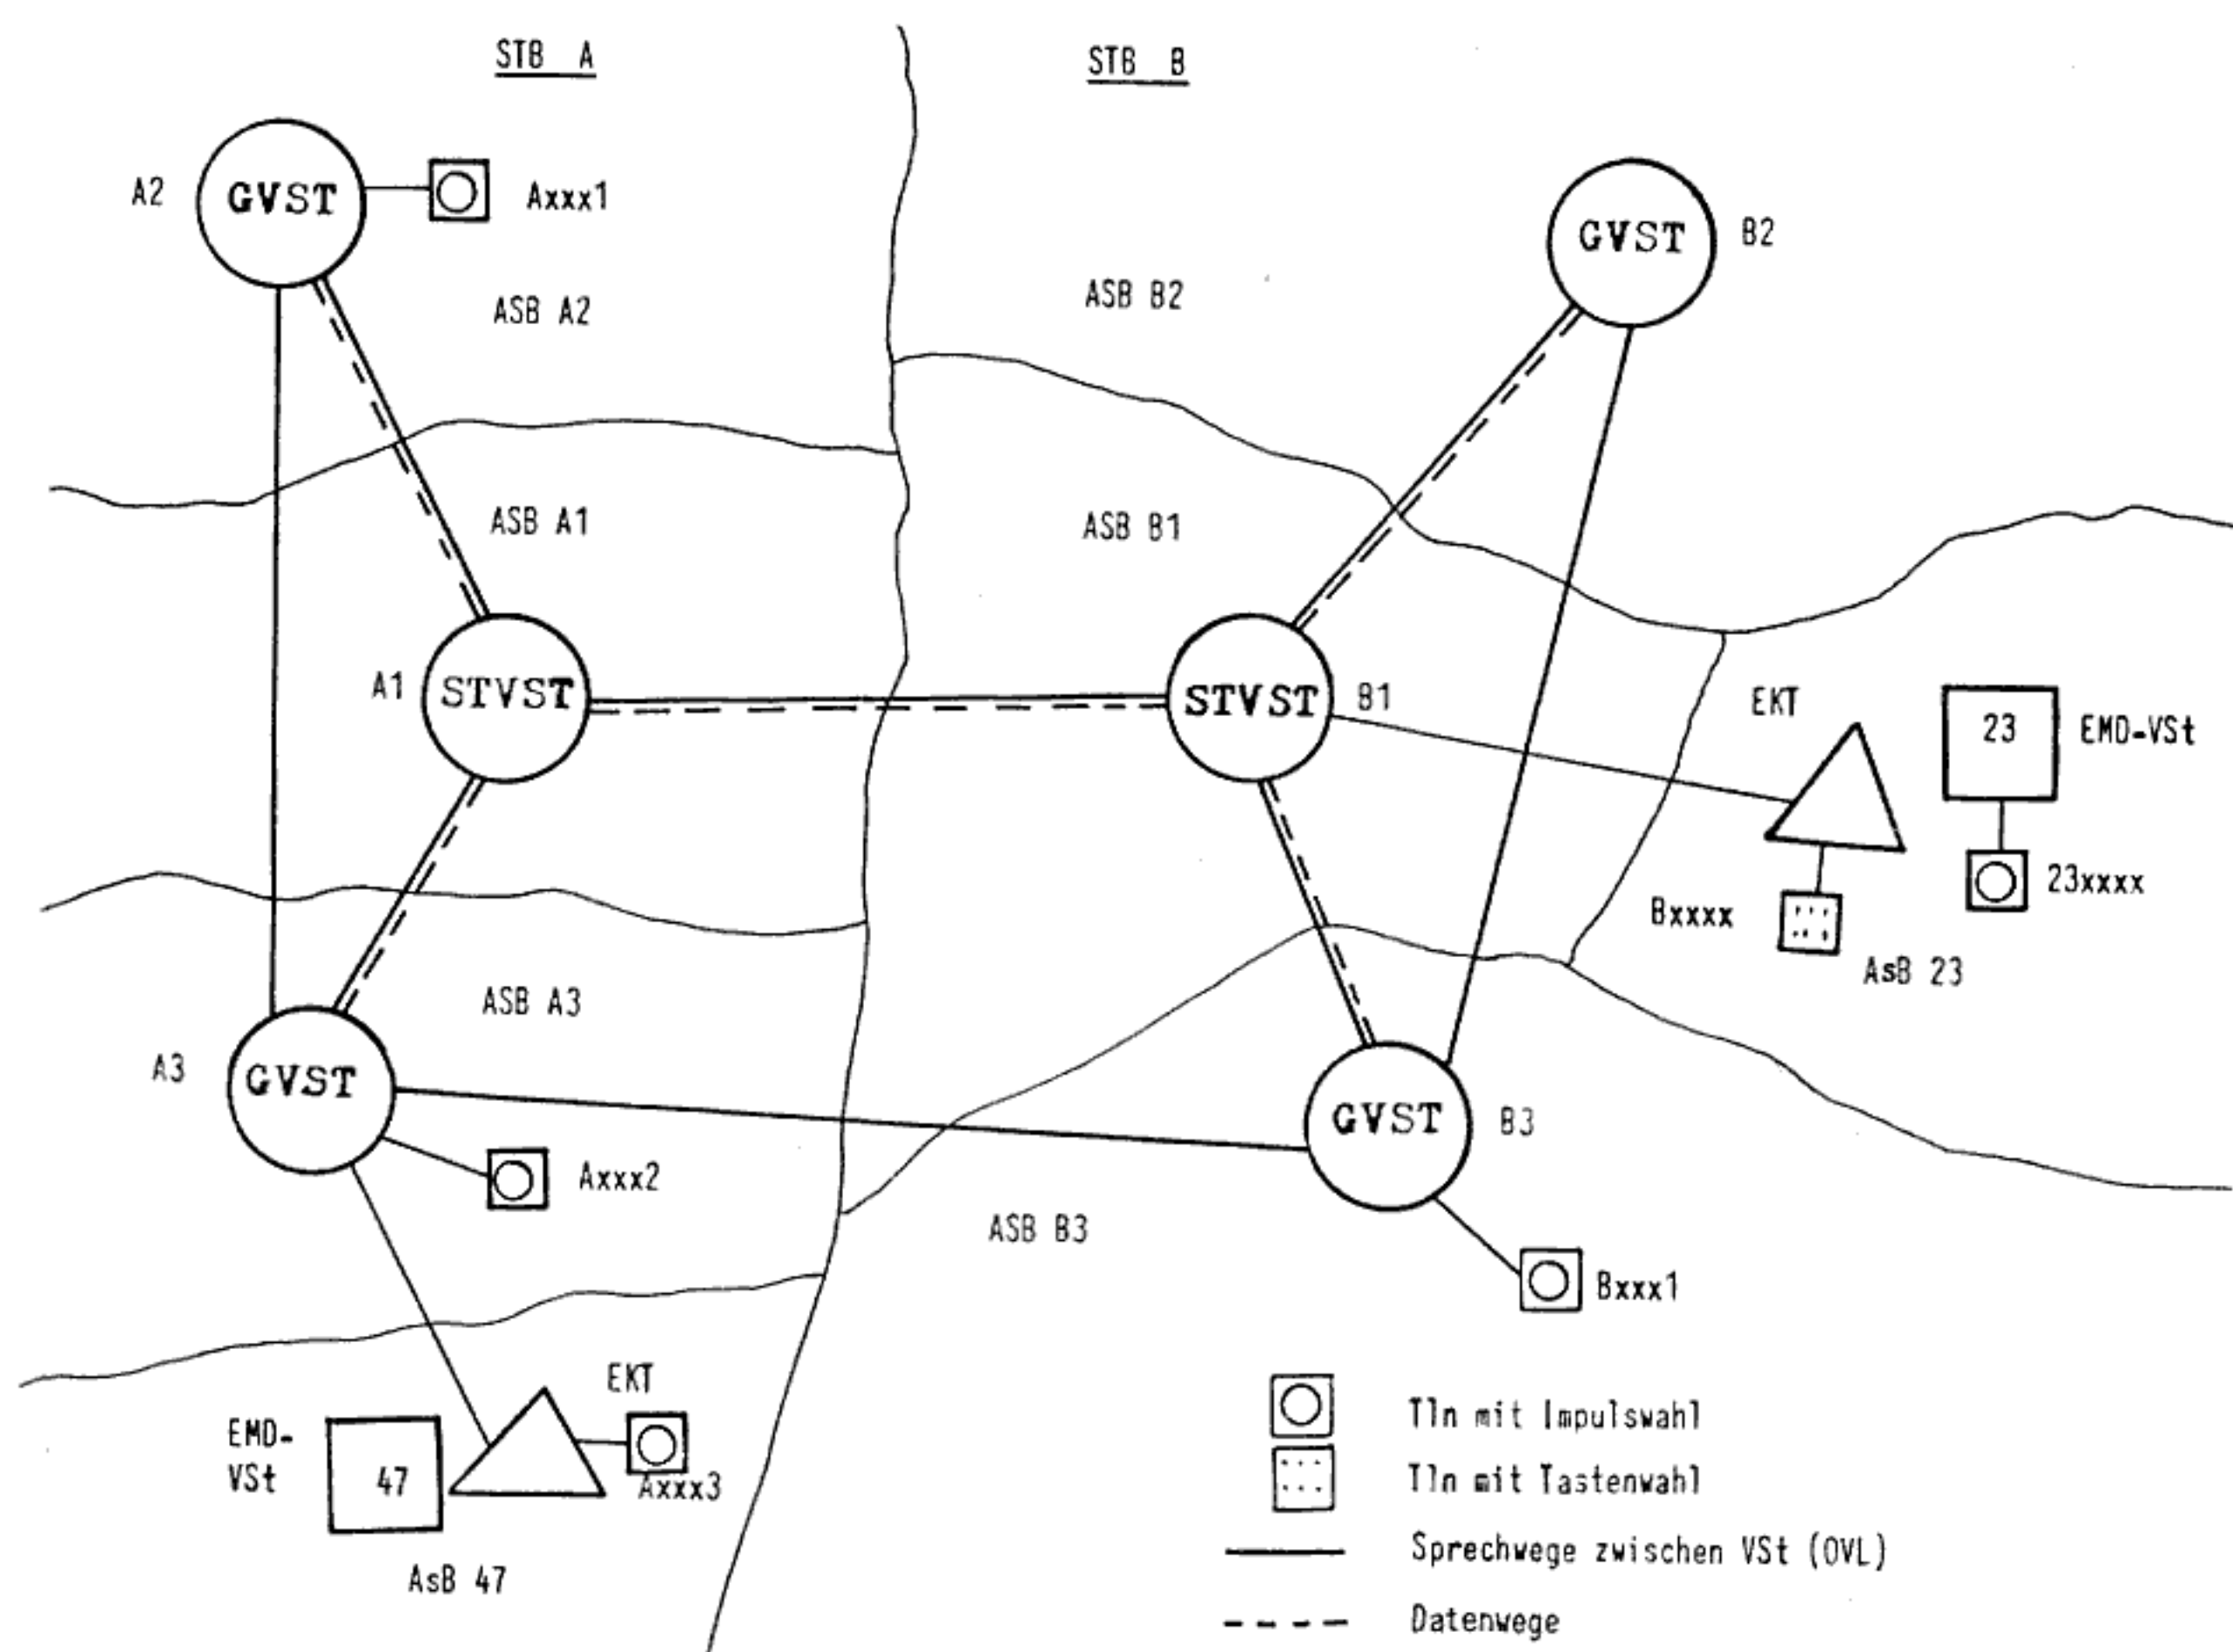 STB A
STB B
A2
GVST
Axxx1
GVST
B2
ASB A2
ASB B2
ASB A1
ASB B1
A1
STVST
STVST
B1
EKT
23
EMD-VSt
23xxxx
Bxxxx
AsB 23
ASB A3
A3
GVST
GVST
B3
Axxx2
ASB B3
Bxxx1
EKT
EMD-
VSt
47
Axxx3
AsB 47
Tln mit Impulswahl
Tln mit Tastenwahl
Sprechwege zwischen VSt (OVL)
Datenwege